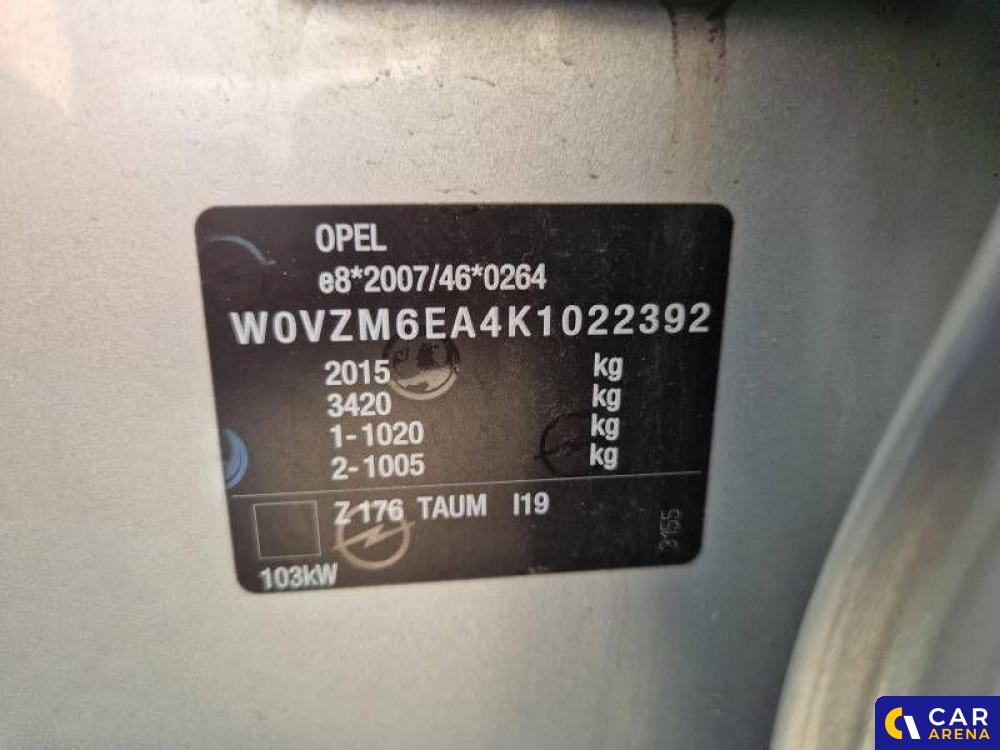 OPEL
e8*2007/46*0264
W0VZM6EA4K1022392
2015 kg
3420 kg
1-1020 kg
2-1005 kg
Z 176 TAUM I19
3155
103kW
CAR
ARENA